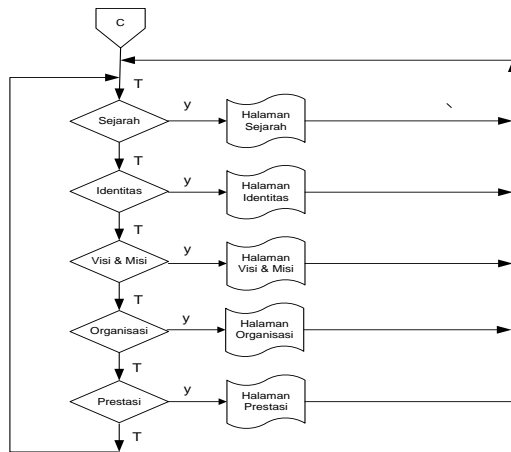 C
T
Sejarah
y
Halaman
Sejarah
T
Identitas
y
Halaman
Identitas
T
Visi & Misi
y
Halaman
Visi & Misi
T
Organisasi
y
Halaman
Organisasi
T
Prestasi
y
Halaman
Prestasi
T